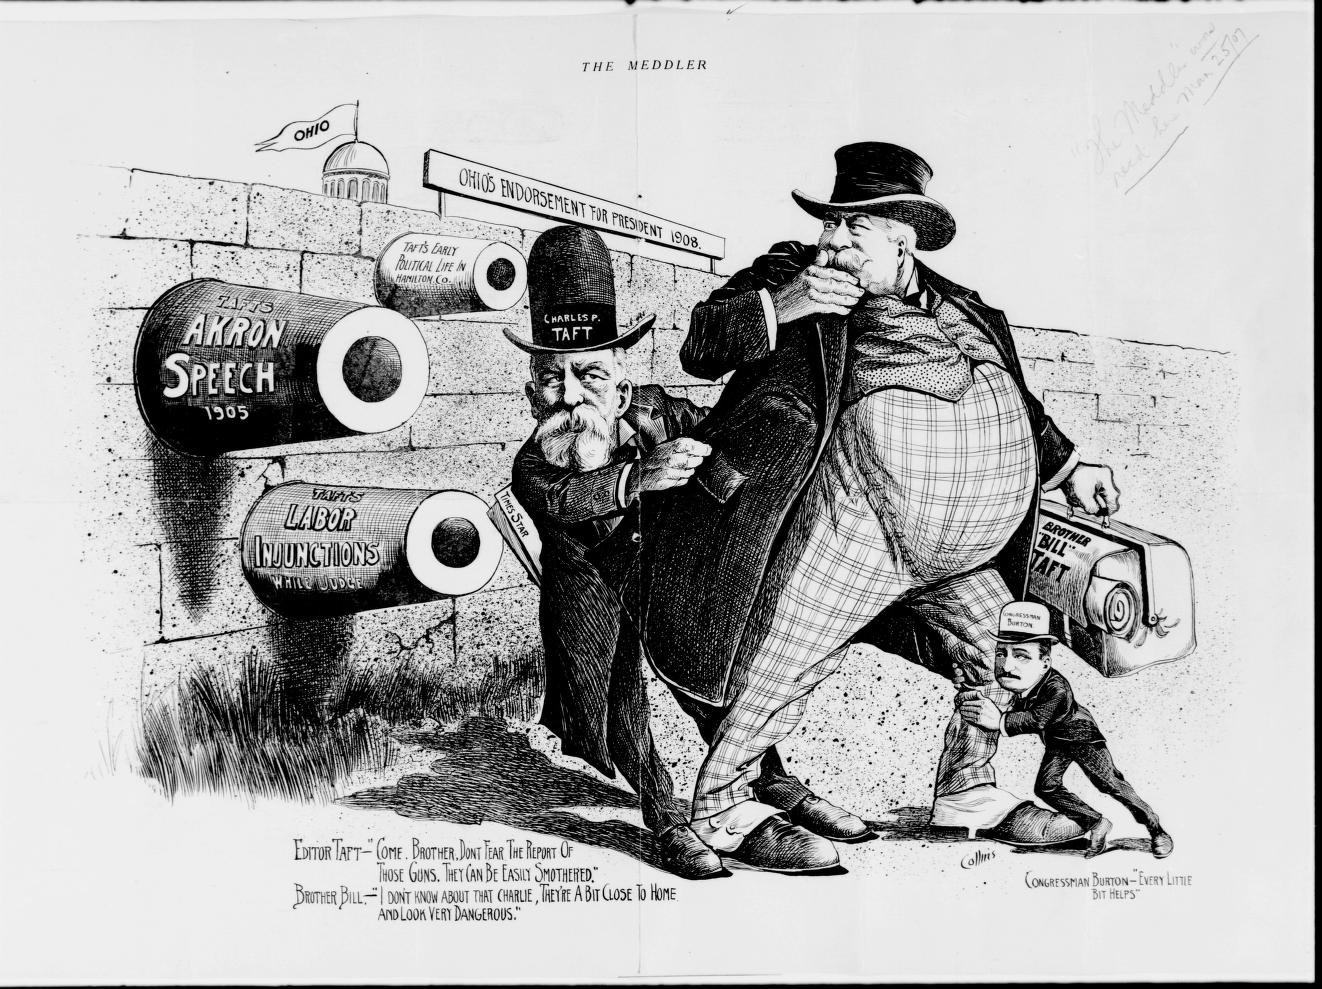 THE MEDDLER
"The Meddler" was
rec'd here Mar 25/07
OHIO
OHIO'S ENDORSEMENT FOR PRESIDENT 1908.
TAFT'S EARLY
POLITICAL LIFE IN
HAMILTON CO.
TAFT'S
AKRON
SPEECH
1905
CHARLES P.
TAFT
TAFT'S
LABOR
INJUNCTIONS
WHILE JUDGE
TIMES STAR
BROTHER
"BILL"
TAFT
CONGRESSMAN
BURTON
Collins
EDITOR TAFT—"COME. BROTHER, DONT FEAR THE REPORT OF
THOSE GUNS. THEY CAN BE EASILY SMOTHERED."
BROTHER BILL.—"I DON'T KNOW ABOUT THAT CHARLIE, THEY'RE A BIT CLOSE TO HOME
AND LOOK VERY DANGEROUS."
CONGRESSMAN BURTON—"EVERY LITTLE
BIT HELPS"